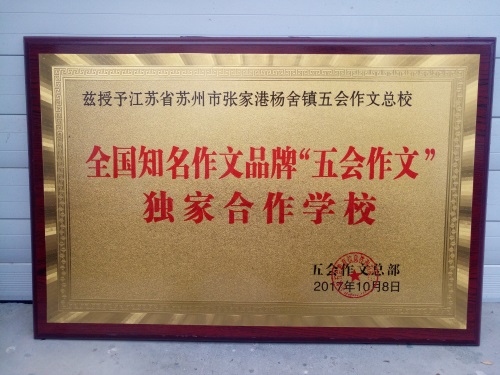 兹授予江苏省苏州市张家港杨舍镇五会作文总校
全国知名作文品牌“五会作文”
独家合作学校
五会作文总部
2017年10月8日